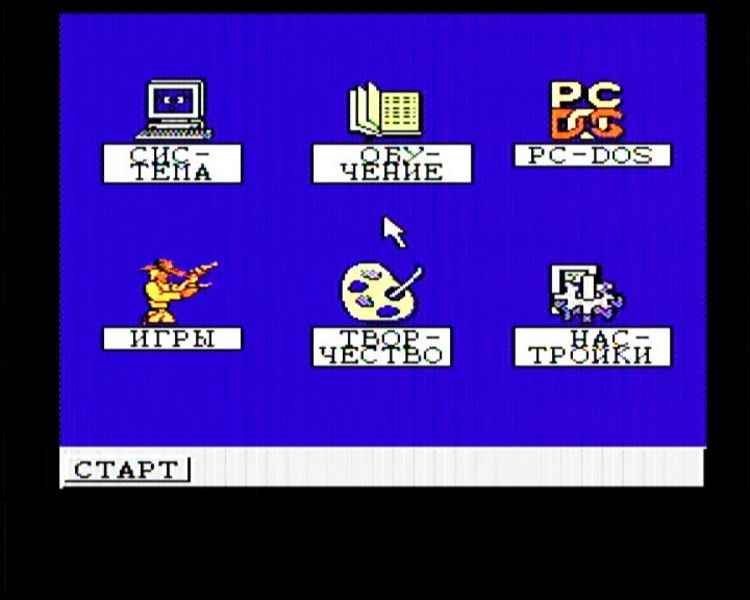 PC
DOS
СИС-
ТЕМА
ОБУ-
ЧЕНИЕ
PC-DOS
ИГРЫ
ТВОР-
ЧЕСТВО
НАС-
ТРОЙКИ
СТАРТ